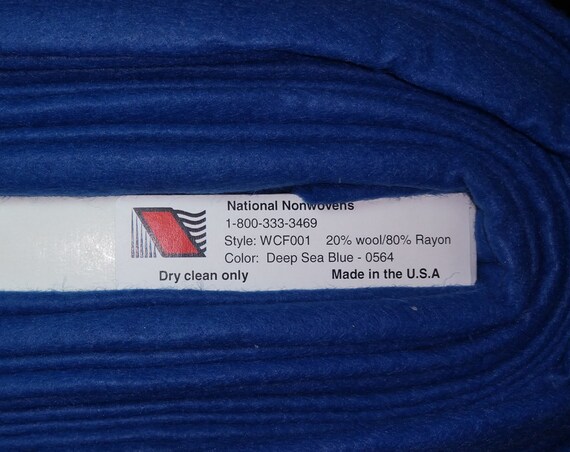 National Nonwovens
1-800-333-3469
Style: WCF001 20% wool/80% Rayon
Color: Deep Sea Blue - 0564
Dry clean only Made in the U.S.A